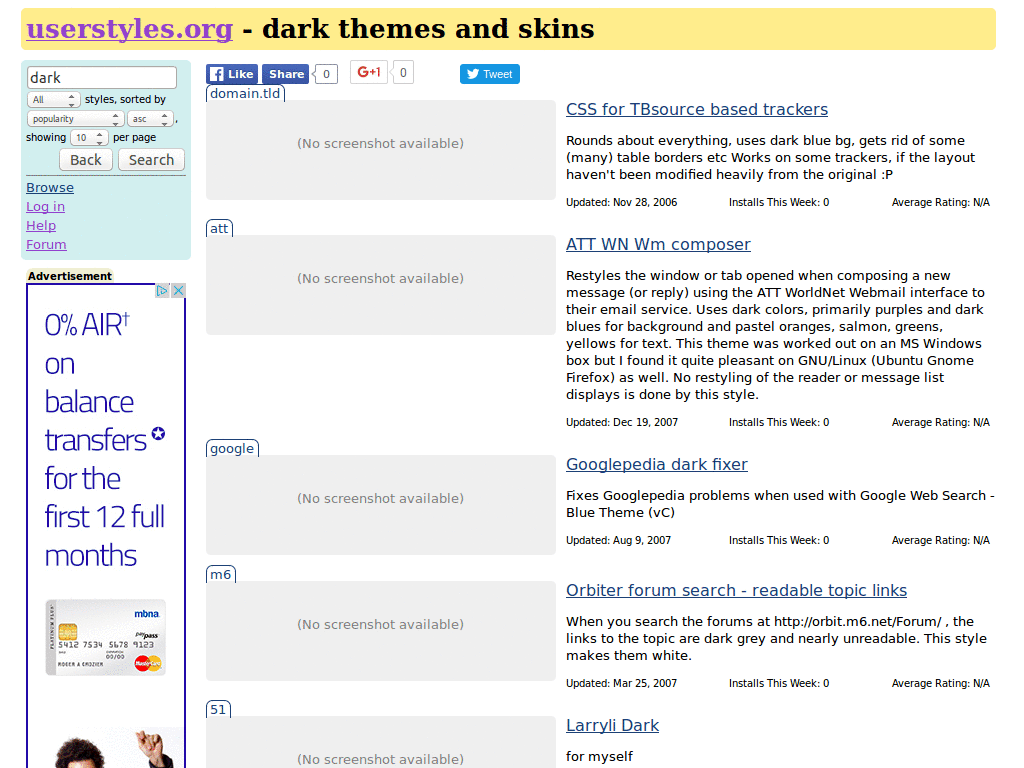 userstyles.org - dark themes and skins
dark
All styles, sorted by
popularity asc ,
showing 10 per page
Back Search
Browse
Log in
Help
Forum
Advertisement
0% AIR†
on
balance
transfers
for the
first 12 full
months
PLATINUM PLUS
mbna
paypass
5412 7534 5678 9123
00/00
ROGER A GROZIER
MasterCard
Like Share 0 G+1 0 Tweet
domain.tld
(No screenshot available)
CSS for TBsource based trackers
Rounds about everything, uses dark blue bg, gets rid of some
(many) table borders etc Works on some trackers, if the layout
haven't been modified heavily from the original :P
Updated: Nov 28, 2006 Installs This Week: 0 Average Rating: N/A
att
(No screenshot available)
ATT WN Wm composer
Restyles the window or tab opened when composing a new
message (or reply) using the ATT WorldNet Webmail interface to
their email service. Uses dark colors, primarily purples and dark
blues for background and pastel oranges, salmon, greens,
yellows for text. This theme was worked out on an MS Windows
box but I found it quite pleasant on GNU/Linux (Ubuntu Gnome
Firefox) as well. No restyling of the reader or message list
displays is done by this style.
Updated: Dec 19, 2007 Installs This Week: 0 Average Rating: N/A
google
(No screenshot available)
Googlepedia dark fixer
Fixes Googlepedia problems when used with Google Web Search -
Blue Theme (vC)
Updated: Aug 9, 2007 Installs This Week: 0 Average Rating: N/A
m6
(No screenshot available)
Orbiter forum search - readable topic links
When you search the forums at http://orbit.m6.net/Forum/ , the
links to the topic are dark grey and nearly unreadable. This style
makes them white.
Updated: Mar 25, 2007 Installs This Week: 0 Average Rating: N/A
51
(No screenshot available)
Larryli Dark
for myself